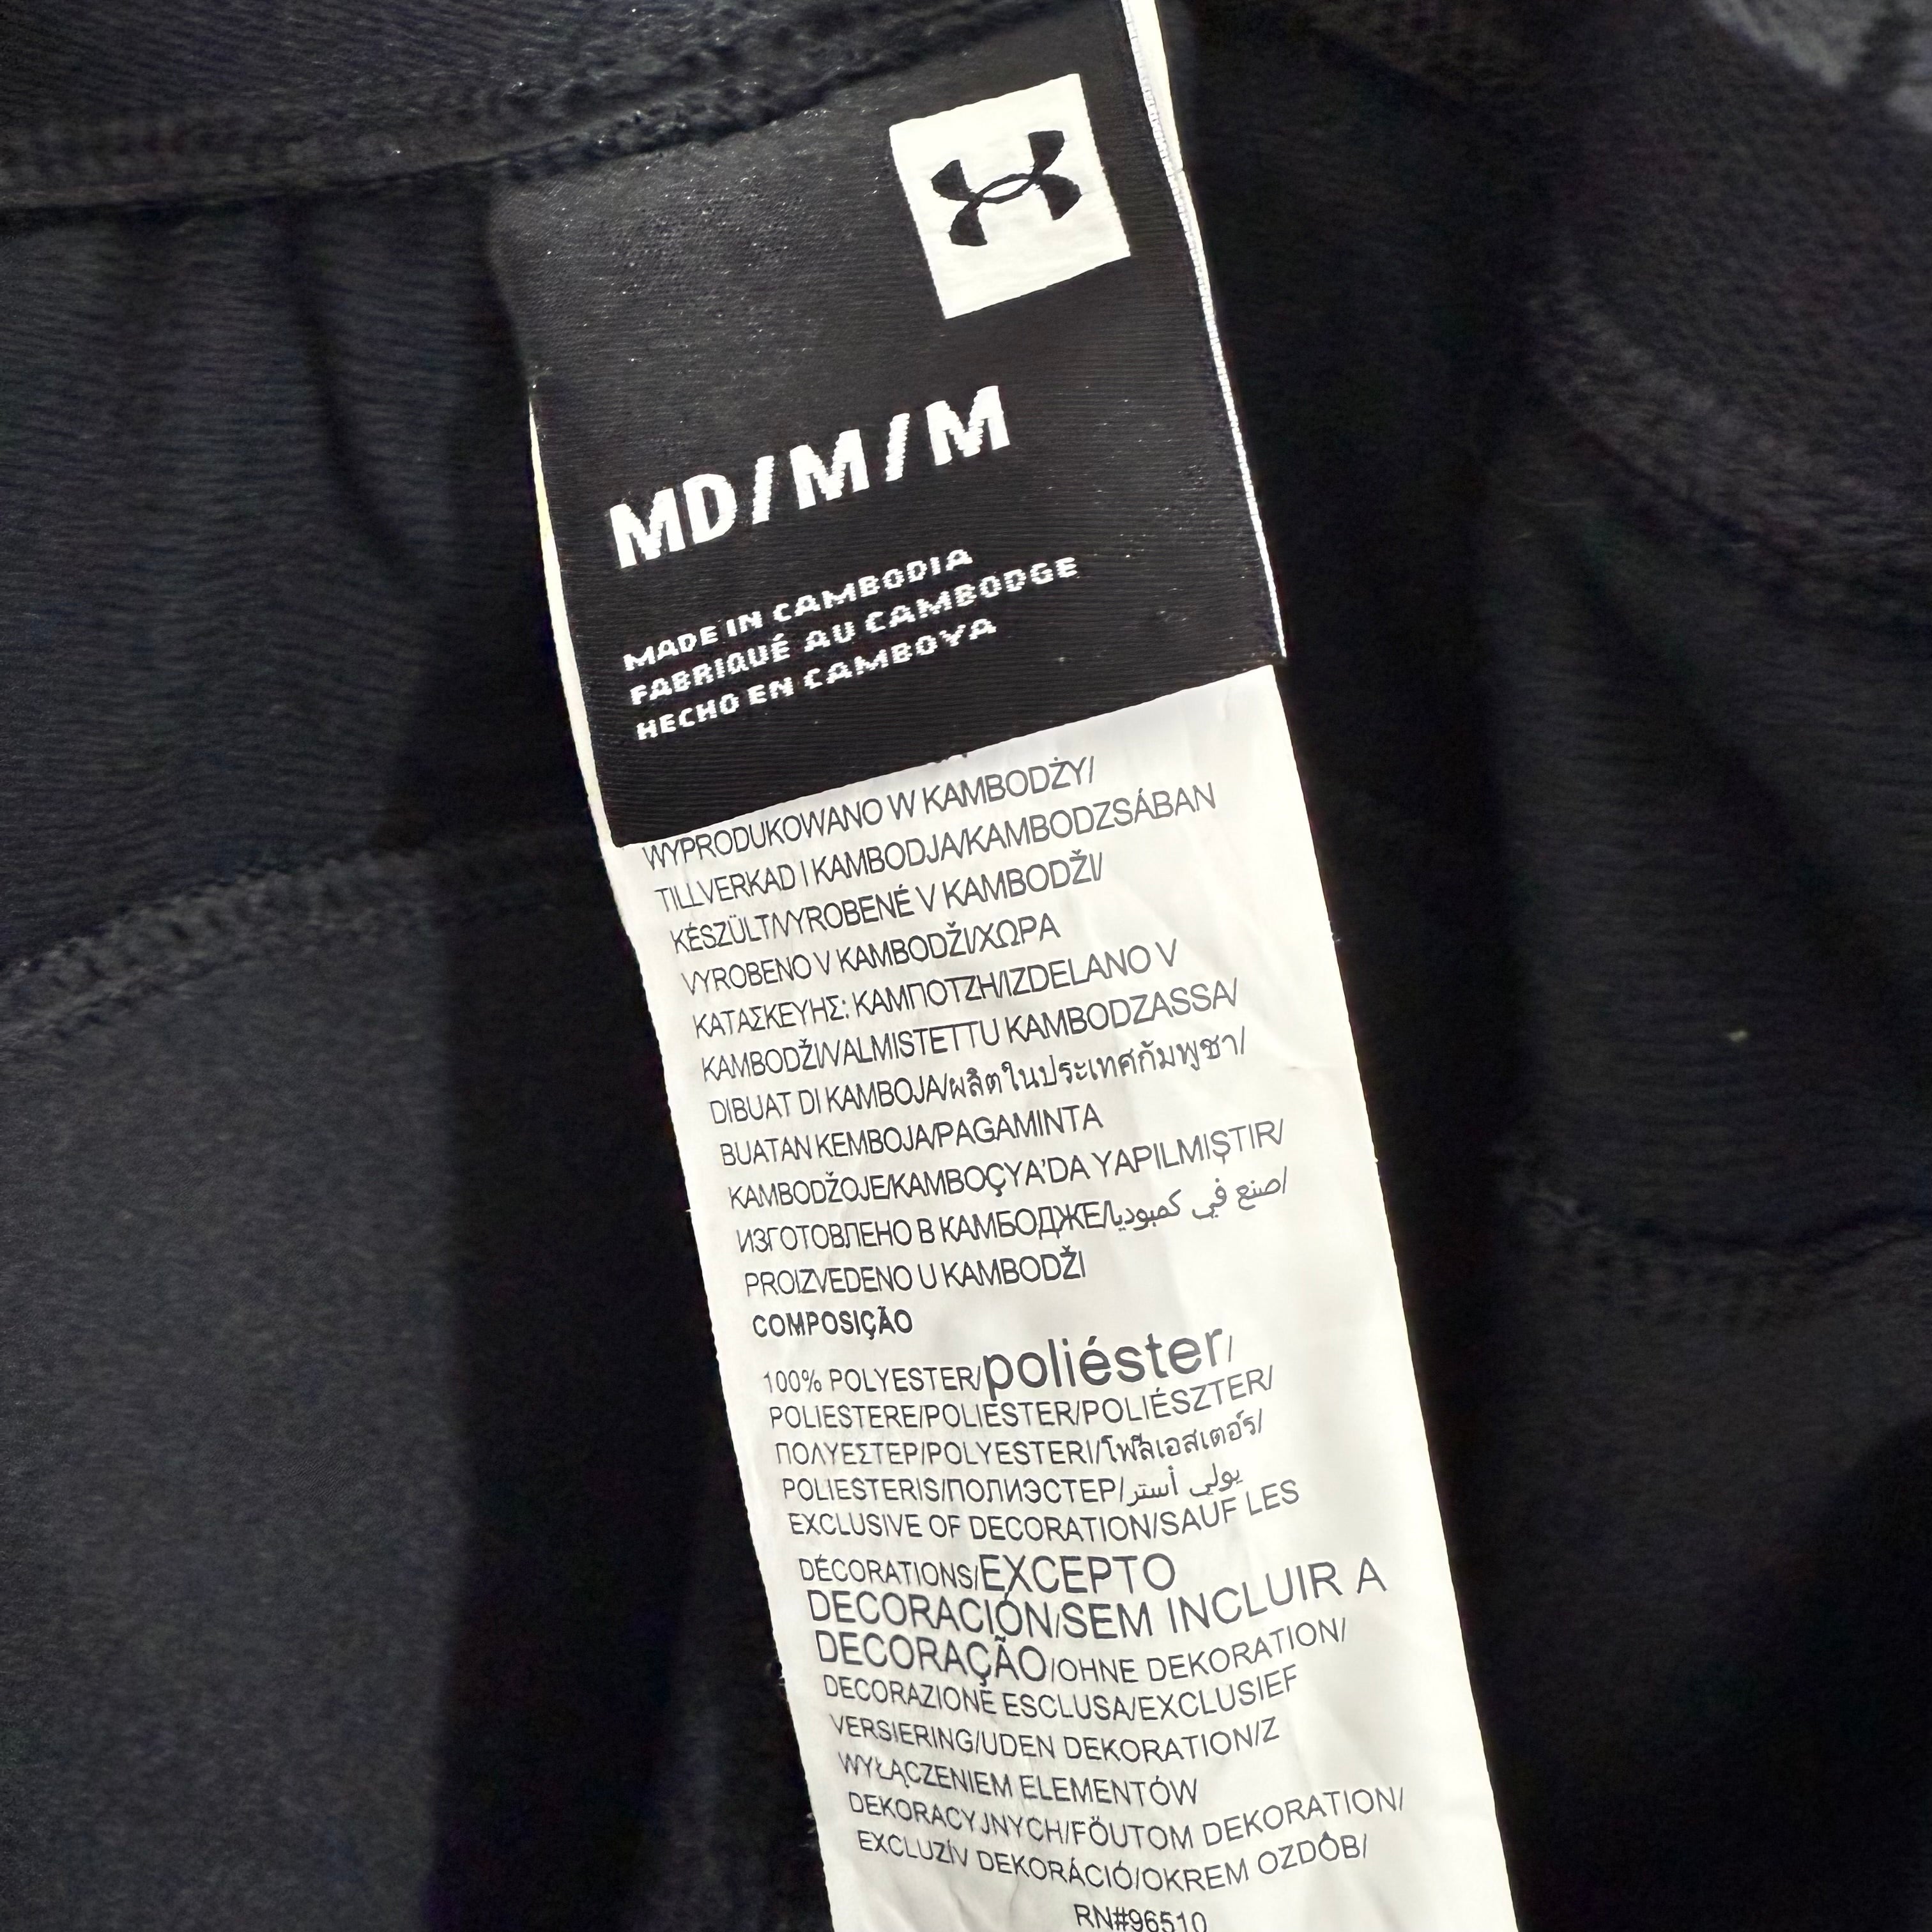 MD/M/M
MADE IN CAMBODIA
FABRIQUÉ AU CAMBODGE
HECHO EN CAMBOYA
WYPRODUKOWANO W KAMBODŻY/
TILLVERKAD I KAMBODJA/KAMBODZSÁBAN
KÉSZÜLT/VYROBENÉ V KAMBODŽI/
VYROBENO V KAMBODŽI/ΧΩΡΑ
ΚΑΤΑΣΚΕΥΗΣ: ΚΑΜΠΟΤΖΗ/IZDELANO V
KAMBODŽI/VALMISTETTU KAMBODZASSA/
DIBUAT DI KAMBOJA/ผลิตในประเทศกัมพูชา/
BUATAN KEMBOJA/PAGAMINTA
KAMBODŽOJE/KAMBOÇYA'DA YAPILMIŞTIR/
ИЗГОТОВЛЕНО В КАМБОДЖЕ/صنع في كمبوديا/
PROIZVEDENO U KAMBODŽI
COMPOSIÇÃO
100% POLYESTER/poliéster/
POLIESTERE/POLIESTER/POLIÉSZTER/
ΠΟΛΥΕΣΤΕΡ/POLYESTERI/โพลีเอสเตอร์/
POLIESTERIS/ПОЛИЭСТЕР/يولي أستر
EXCLUSIVE OF DECORATION/SAUF LES
DÉCORATIONS/EXCEPTO
DECORACIÓN/SEM INCLUIR A
DECORAÇÃO/OHNE DEKORATION/
DECORAZIONE ESCLUSA/EXCLUSIEF
VERSIERING/UDEN DEKORATION/Z
WYŁĄCZENIEM ELEMENTÓW
DEKORACYJNYCH/FÖUTOM DEKORATION/
EXCLUZÍV DEKORÁCIÓ/OKREM OZDÔB/
RN#96510